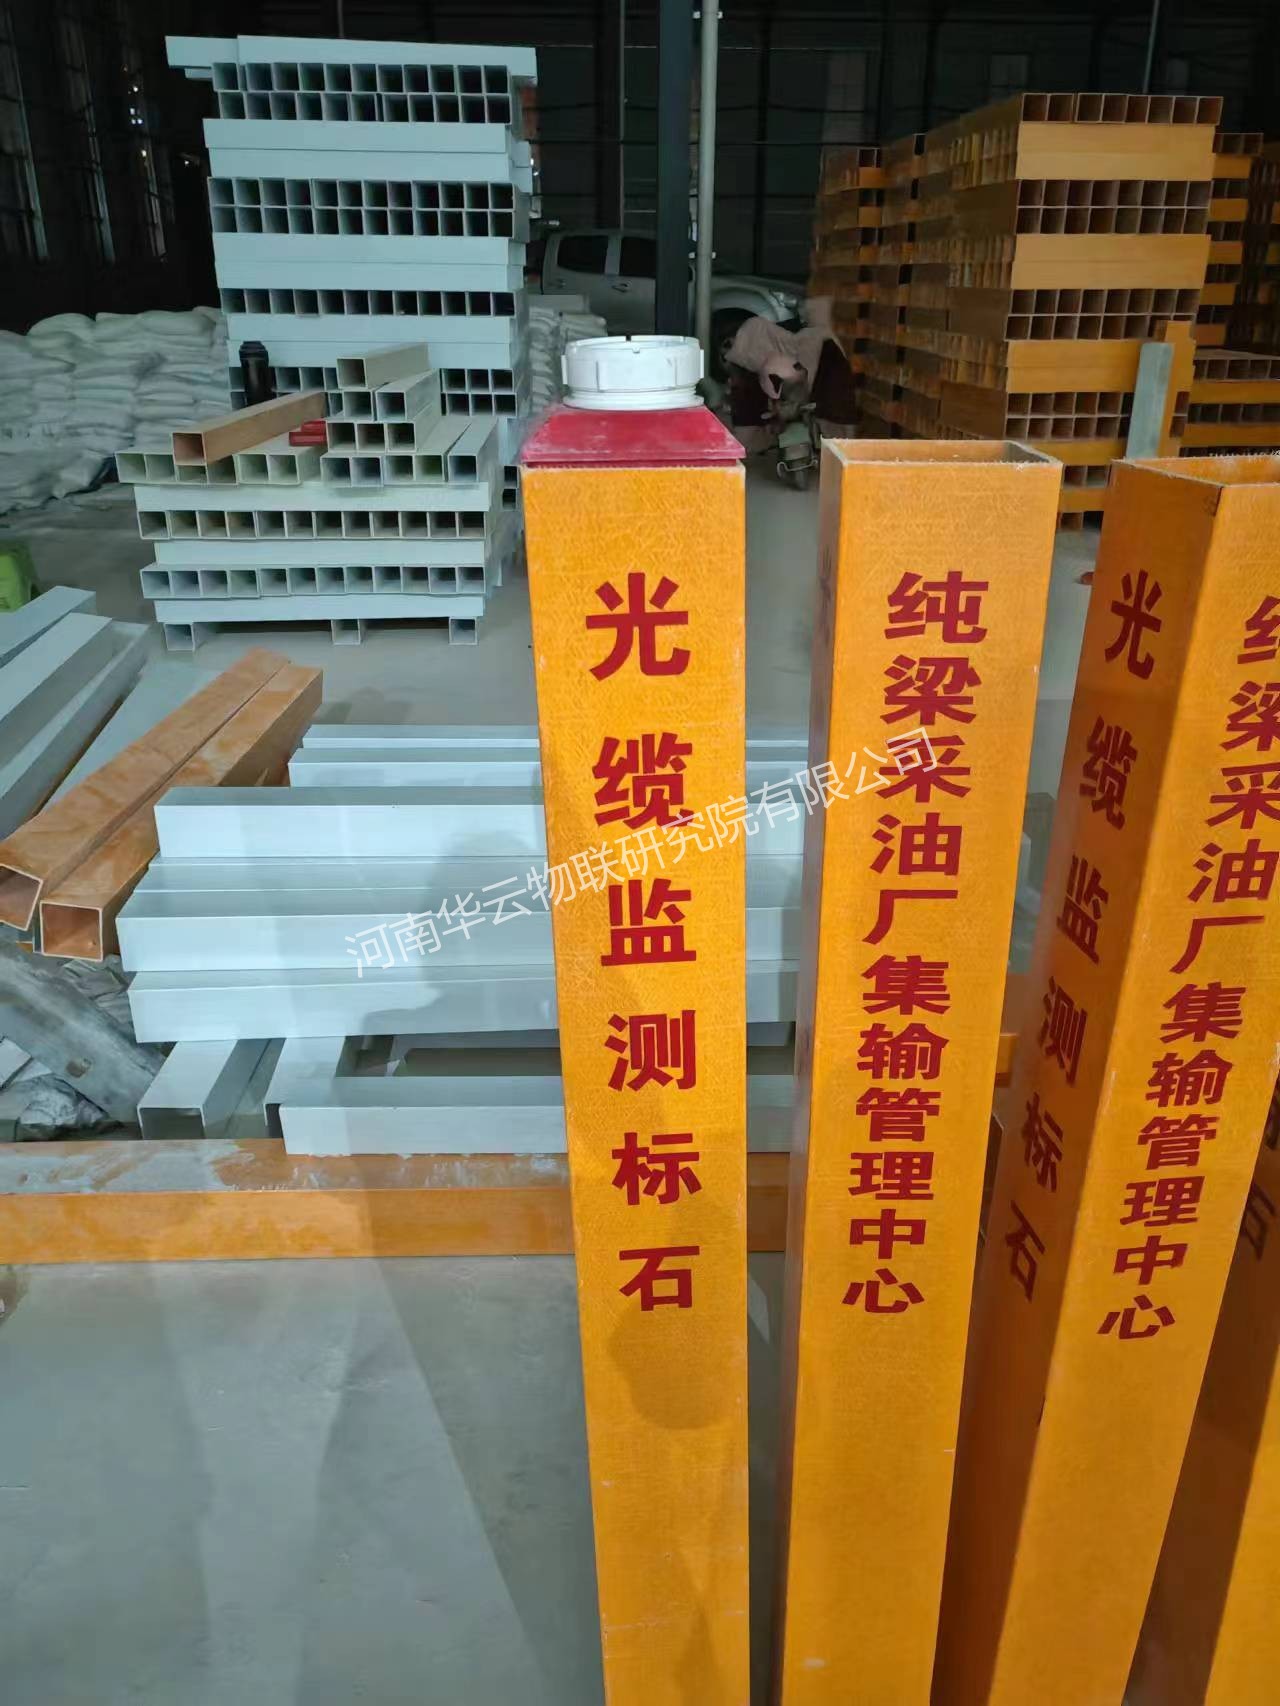 光缆监测标石
纯梁采油厂集输管理中心
光缆监测标石
纯梁采油厂集输管理中心
河南华云物联研究院有限公司